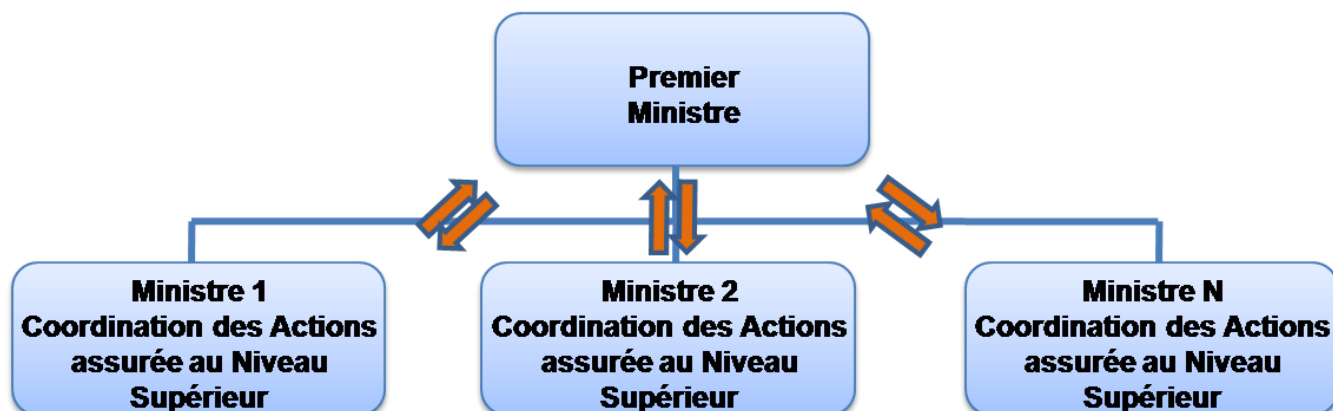 Premier
Ministre
Ministre 1
Coordination des Actions
assurée au Niveau
Supérieur
Ministre 2
Coordination des Actions
assurée au Niveau
Supérieur
Ministre N
Coordination des Actions
assurée au Niveau
Supérieur